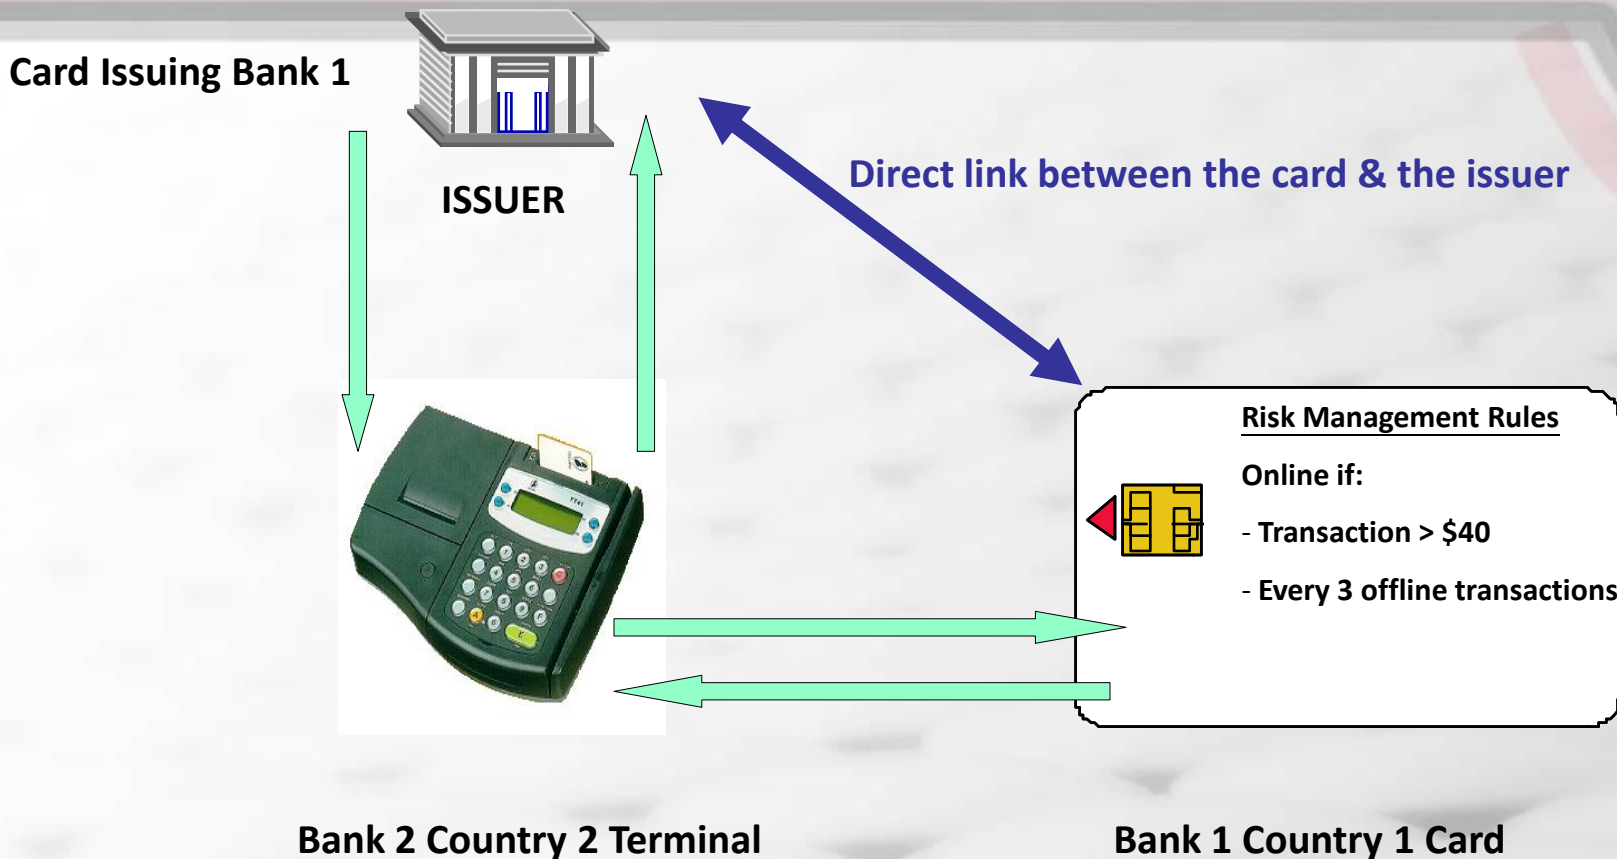 Card Issuing Bank 1
ISSUER
Direct link between the card & the issuer
Risk Management Rules
Online if:
- Transaction > $40
- Every 3 offline transactions
Bank 2 Country 2 Terminal
Bank 1 Country 1 Card